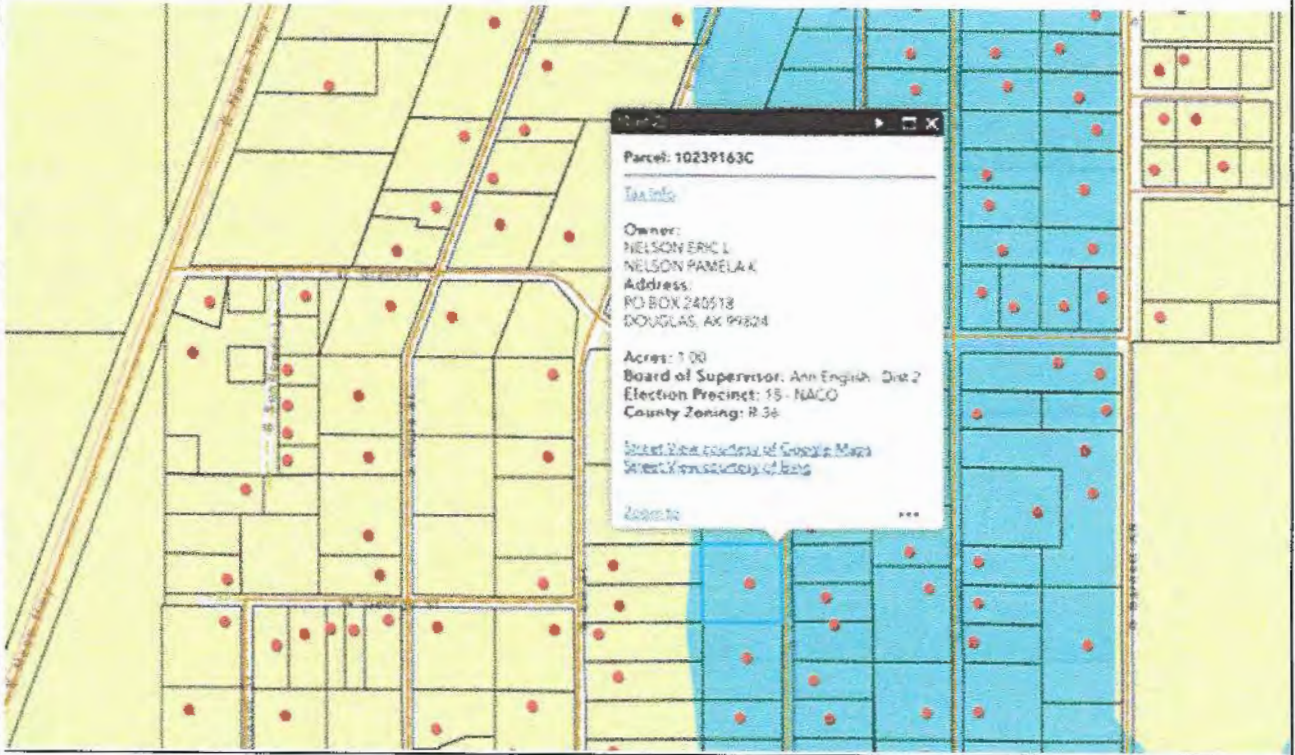 Parcel: 10239163C
Tax Info
Owner:
NELSON ERIC L
NELSON PAMELA K
Address:
PO BOX 240518
DOUGLAS, AK 99824
Acres: 1.00
Board of Supervisor: Ann English - Dist 2
Election Precinct: 15 - NACO
County Zoning: R-36
Street View courtesy of Google Maps
Street View courtesy of Bing
Zoom to